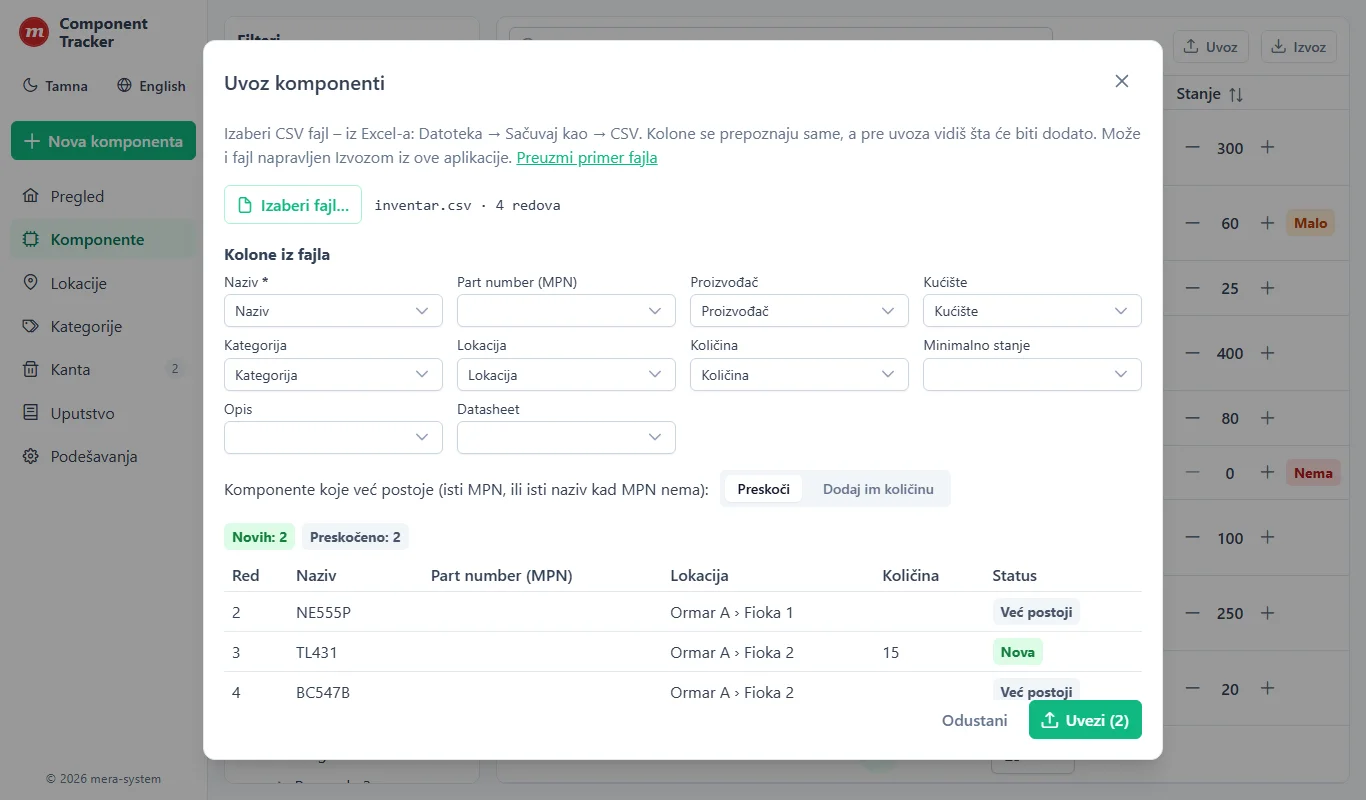 m Component
Tracker
Tamna English
Nova komponenta
Pregled
Komponente
Lokacije
Kategorije
Kanta 2
Uputstvo
Podešavanja
© 2026 mera-system
Uvoz Izvoz
Stanje
300
60 Malo
25
400
80
0 Nema
100
250
20
Uvoz komponenti
Izaberi CSV fajl – iz Excel-a: Datoteka → Sačuvaj kao → CSV. Kolone se prepoznaju same, a pre uvoza vidiš šta će biti dodato. Može
i fajl napravljen Izvozom iz ove aplikacije. Preuzmi primer fajla
Izaberi fajl... inventar.csv · 4 redova
Kolone iz fajla
Naziv * Part number (MPN) Proizvođač Kućište
Naziv Proizvođač Kućište
Kategorija Lokacija Količina Minimalno stanje
Kategorija Lokacija Količina
Opis Datasheet
Komponente koje već postoje (isti MPN, ili isti naziv kad MPN nema): Preskoči Dodaj im količinu
Novih: 2 Preskočeno: 2
Red Naziv Part number (MPN) Lokacija Količina Status
2 NE555P Ormar A › Fioka 1 Već postoji
3 TL431 Ormar A › Fioka 2 15 Nova
4 BC547B Ormar A › Fioka 2 Već postoji
Odustani Uvezi (2)